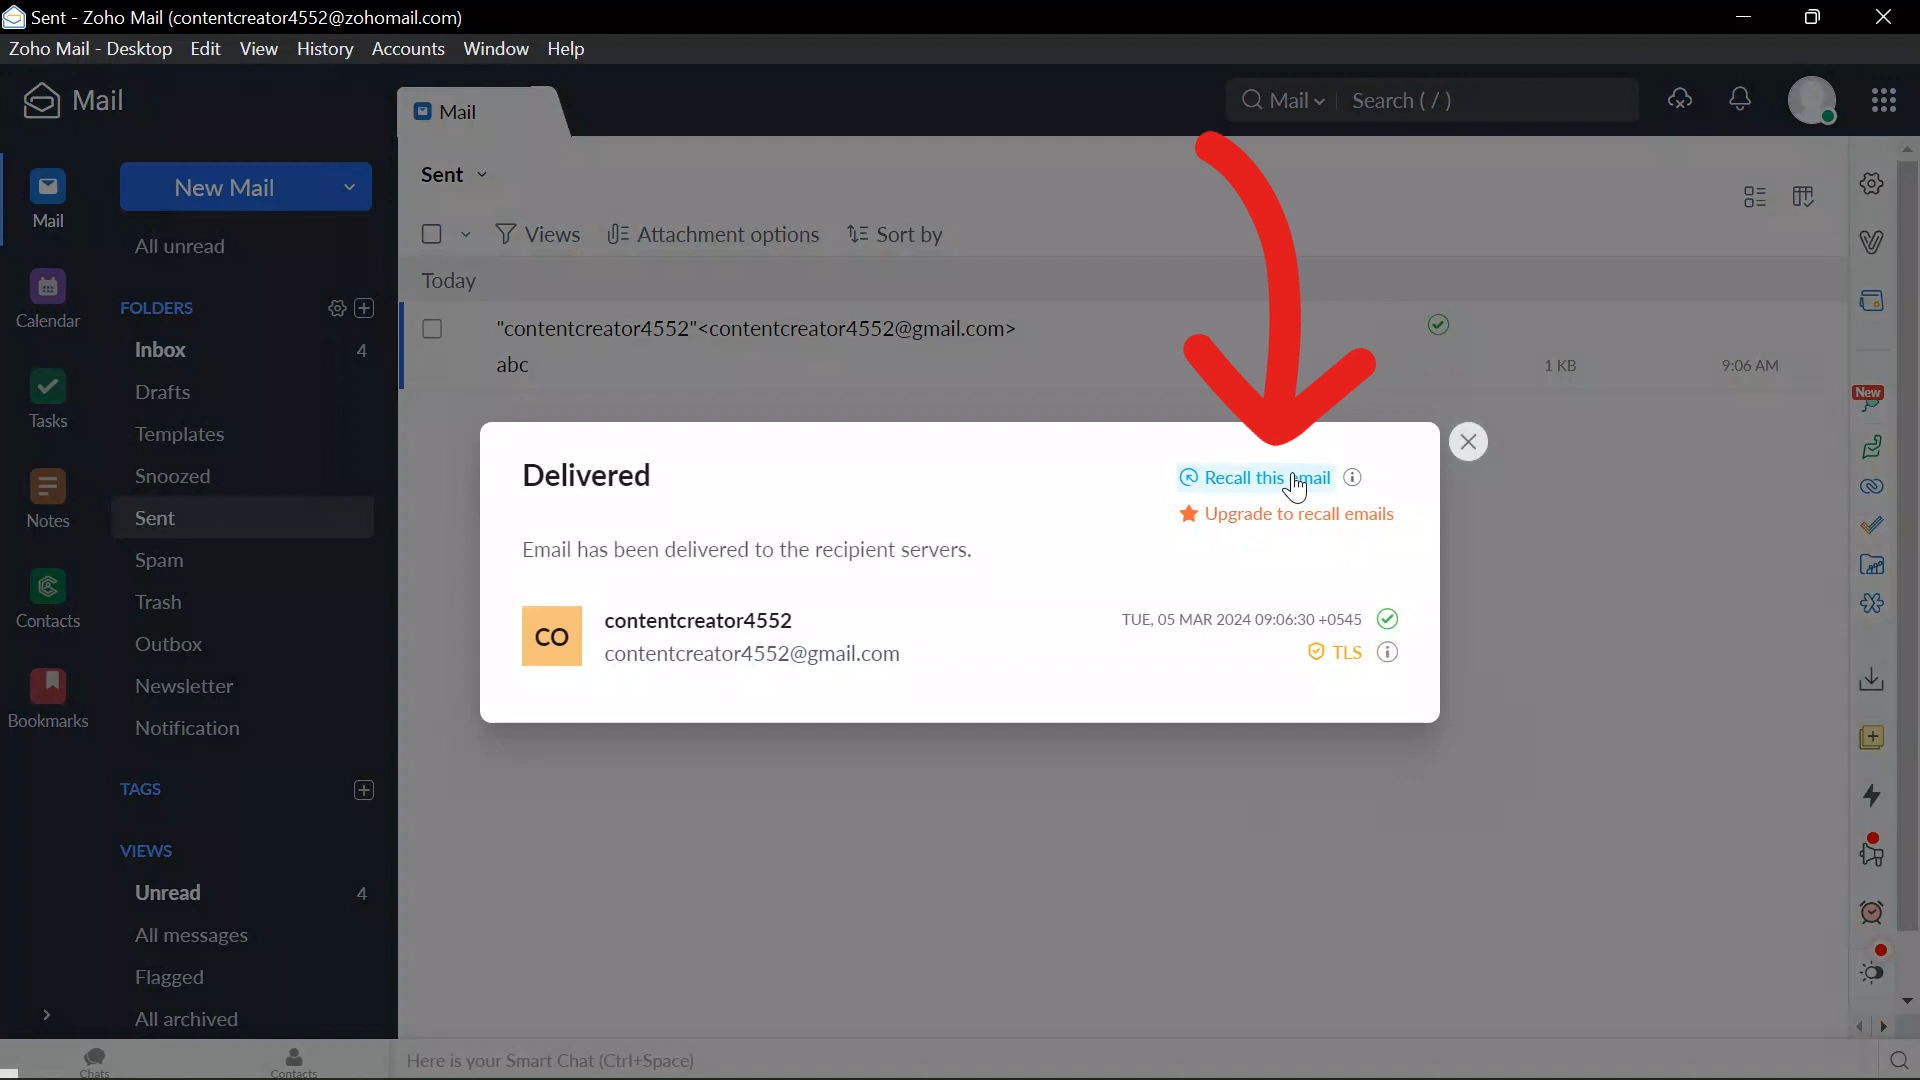 Sent - Zoho Mail (contentcreator4552@zohomail.com)
Zoho Mail - Desktop Edit View History Accounts Window Help
Mail
Mail
Mail Search ( / )
New Mail
Mail
All unread
Calendar
FOLDERS
Inbox 4
Drafts
Tasks
Templates
Snoozed
Notes
Sent
Spam
Trash
Contacts
Outbox
Newsletter
Bookmarks
Notification
TAGS
VIEWS
Unread 4
All messages
Flagged
All archived
Sent
Views Attachment options Sort by
Today
"contentcreator4552"<contentcreator4552@gmail.com>
abc 1 KB 9:06 AM
Delivered
Recall this email
Upgrade to recall emails
Email has been delivered to the recipient servers.
CO
contentcreator4552
TUE, 05 MAR 2024 09:06:30 +0545
contentcreator4552@gmail.com
TLS
New
Chats
Contacts
Here is your Smart Chat (Ctrl+Space)